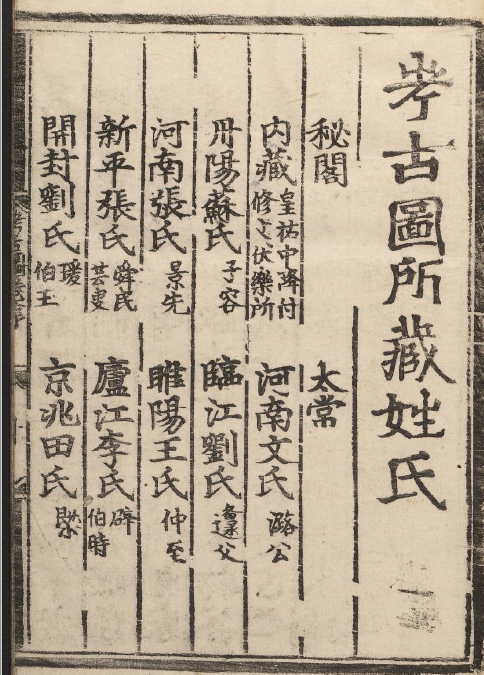 考古圖所藏姓氏
秘閣 太常
内藏 皇祐中降付修文伏樂所 河南文氏 潞公
丹陽蘇氏 子容 臨江劉氏 遵父
河南張氏 景先 睢陽王氏 仲至
新平張氏 舜民芸叟 廬江李氏 辟伯時
開封劉氏 瑗伯玉 京兆田氏 槩